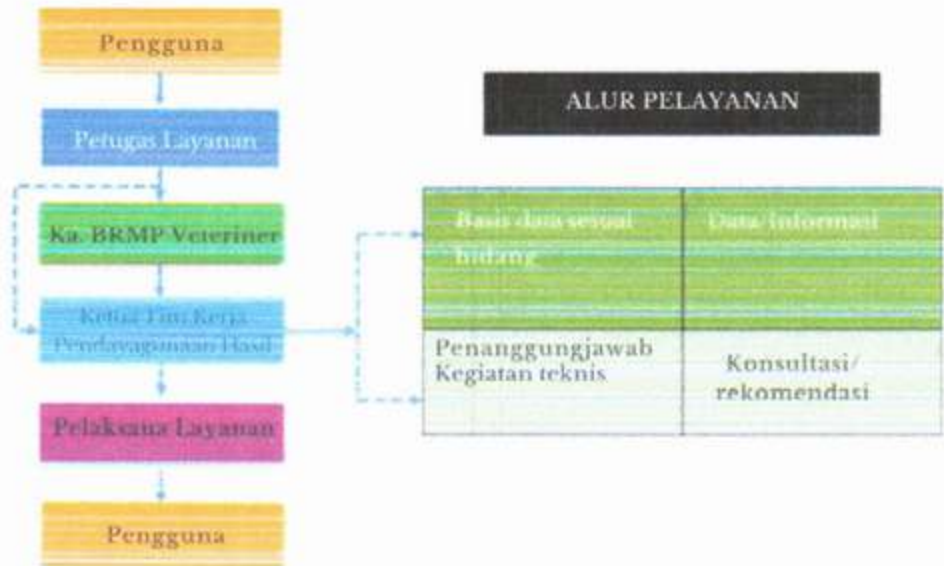 Pengguna
ALUR PELAYANAN
Petugas Layanan
Ka. BRMP Veteriner
Ketua Tim Kerja
Pendayagunaan Hasil
Pelaksana Layanan
Pengguna
Basis data sesuai
bidang
Data/Informasi
Penanggungjawab
Kegiatan teknis
Konsultasi/
rekomendasi